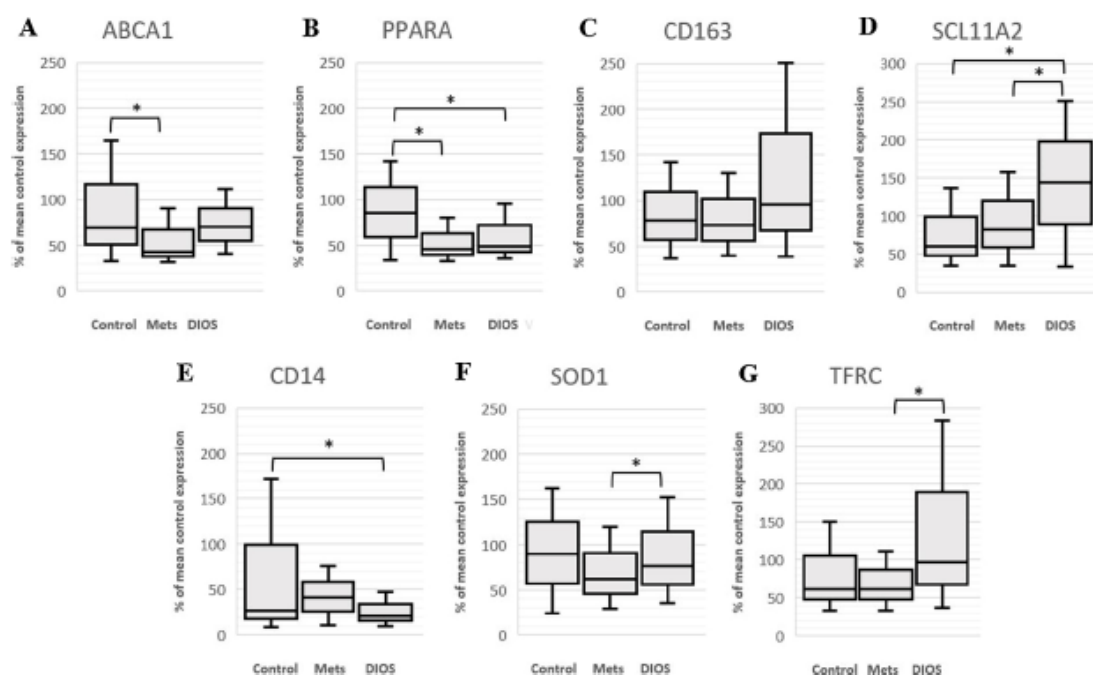 A ABCA1
% of mean control expression
250
200
150
100
50
0
*
Control Mets DIOS
B PPARA
% of mean control expression
250
200
150
100
50
0
*
*
Control Mets DIOS
C CD163
% of mean control expression
250
200
150
100
50
0
Control Mets DIOS
D SCL11A2
% of mean control expression
300
250
200
150
100
50
0
*
*
Control Mets DIOS
E CD14
% of mean control expression
250
200
150
100
50
0
*
Control Mets DIOS
F SOD1
% of mean control expression
250
200
150
100
50
0
*
Control Mets DIOS
G TFRC
% of mean control expression
300
250
200
150
100
50
0
*
Control Mets DIOS